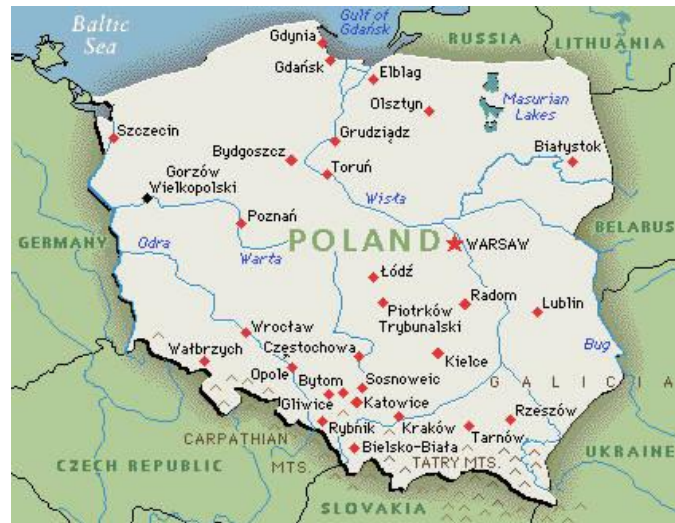 Baltic
Sea
Gulf of
Gdańsk
Gdynia
Gdańsk
RUSSIA
LITHUANIA
Elblag
Olsztyn
Masurian
Lakes
Szczecin
Grudziądz
Bydgoszcz
Białystok
Gorzów
Wielkopolski
Toruń
Wisła
Poznań
GERMANY
Odra
Warta
POLAND
WARSAW
BELARUS
Łódź
Piotrków
Trybunalski
Radom
Lublin
Wrocław
Wałbrzych
Częstochowa
Kielce
Bug
Opole
Bytom
Sosnoweic
GALICIA
Gliwice
Katowice
Rybnik
Kraków
Rzeszów
Tarnów
CARPATHIAN
MTS.
Bielsko-Biała
TATRY MTS.
UKRAINE
CZECH REPUBLIC
SLOVAKIA